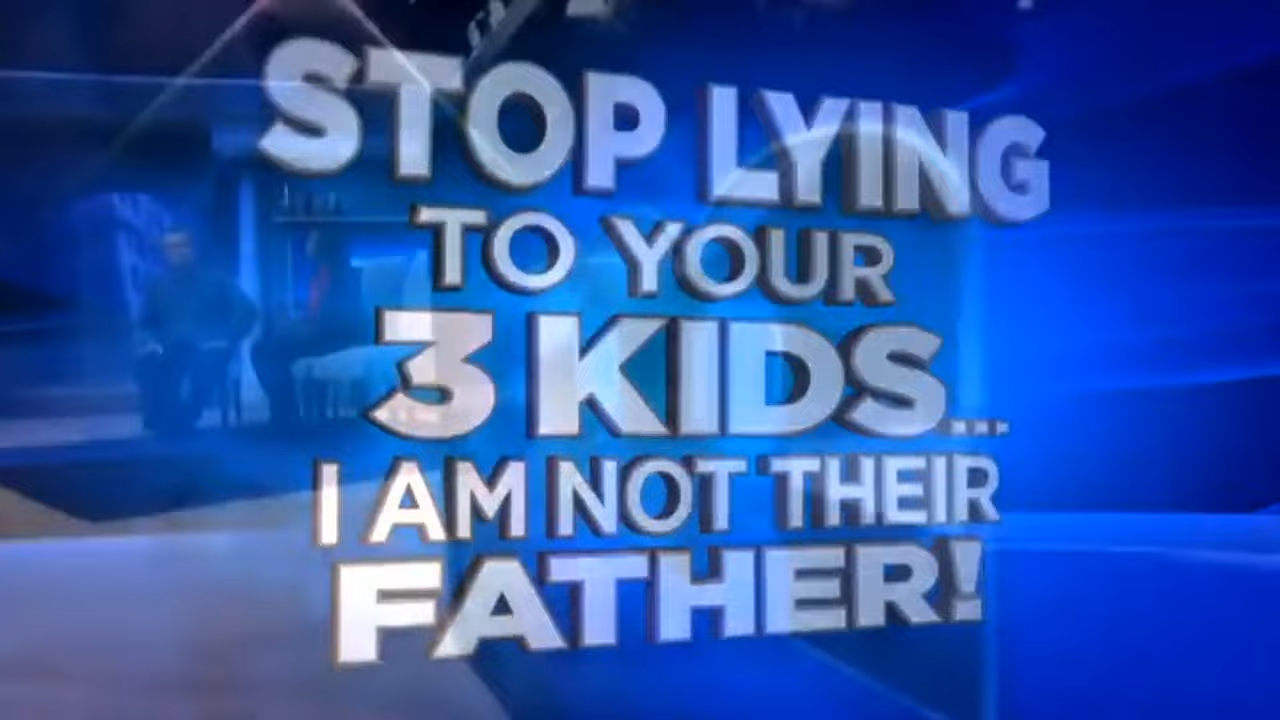 STOP LYING
TO YOUR
3 KIDS...
I AM NOT THEIR
FATHER!